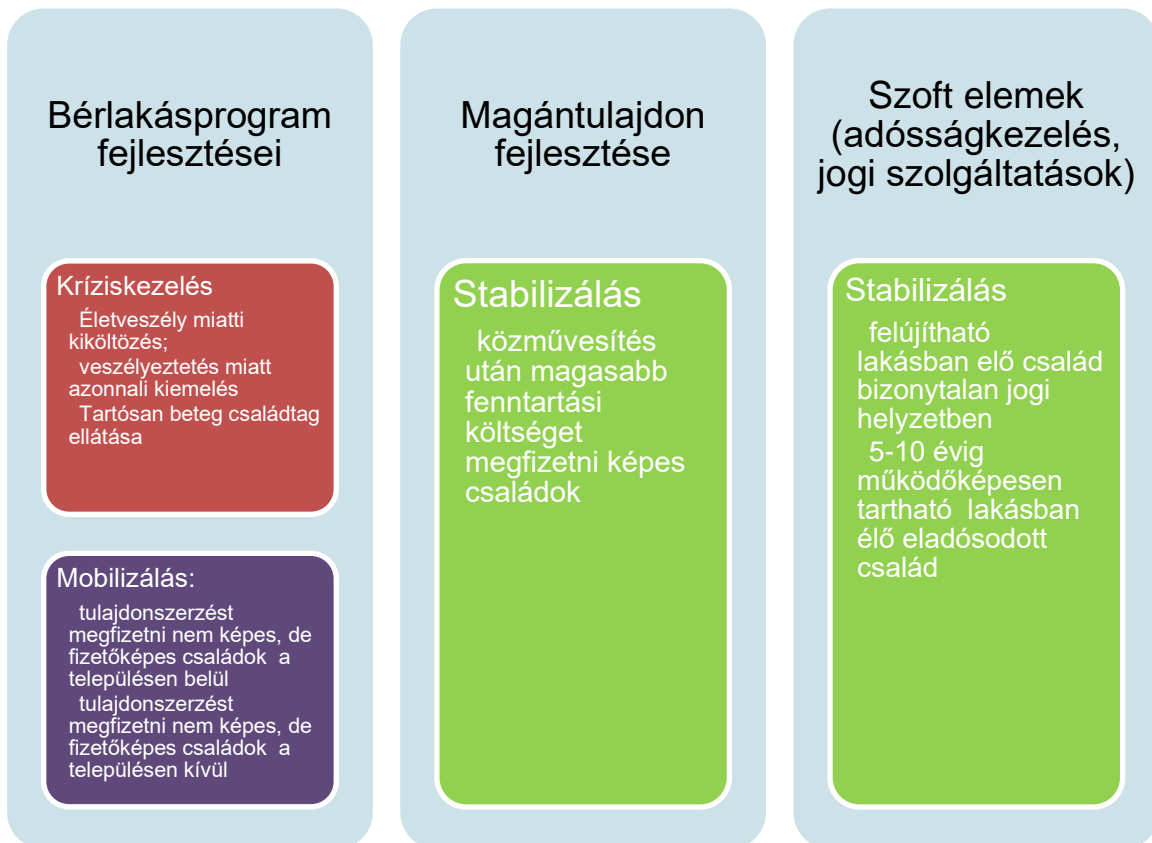 Bérlakásprogram
fejlesztései
Kríziskezelés
Életveszély miatti
kiköltözés;
veszélyeztetés miatt
azonnali kiemelés
Tartósan beteg családtag
ellátása
Mobilizálás:
tulajdonszerzést
megfizetni nem képes, de
fizetőképes családok a
településen belül
tulajdonszerzést
megfizetni nem képes, de
fizetőképes családok a
településen kívül
Magántulajdon
fejlesztése
Stabilizálás
közművesítés
után magasabb
fenntartási
költséget
megfizetni képes
családok
Szoft elemek
(adósságkezelés,
jogi szolgáltatások)
Stabilizálás
felújítható
lakásban elő család
bizonytalan jogi
helyzetben
5-10 évig
működőképesen
tartható lakásban
élő eladósodott
család